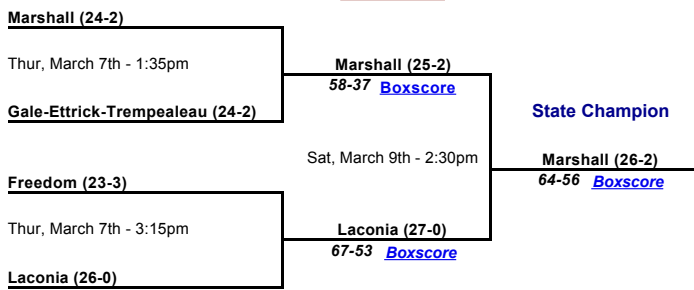 Marshall (24-2)
Thur, March 7th - 1:35pm
Marshall (25-2)
58-37 Boxscore
Gale-Ettrick-Trempealeau (24-2)
State Champion
Sat, March 9th - 2:30pm
Marshall (26-2)
64-56 Boxscore
Freedom (23-3)
Thur, March 7th - 3:15pm
Laconia (27-0)
67-53 Boxscore
Laconia (26-0)